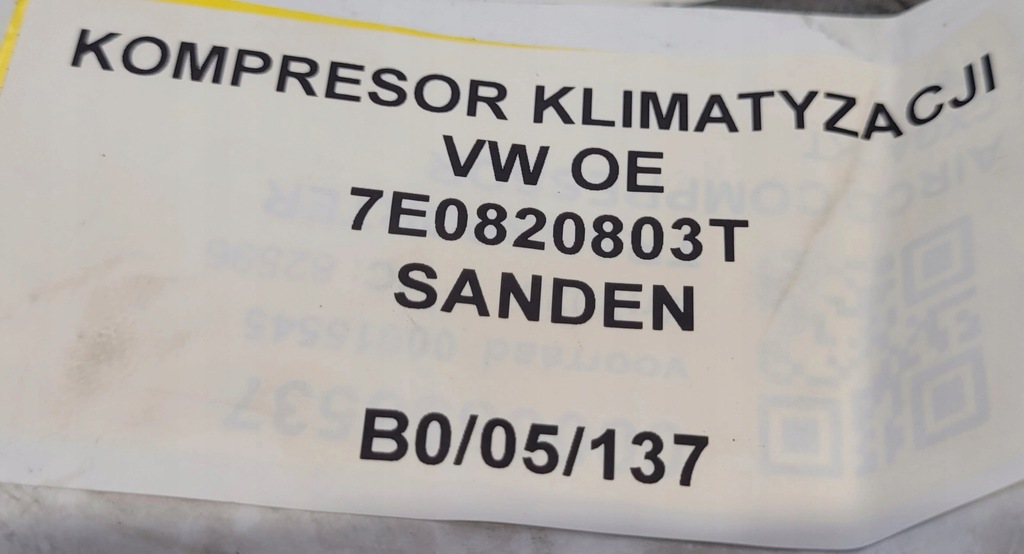 KOMPRESOR KLIMATYZACJI
VW OE
7E0820803T
SANDEN
B0/05/137